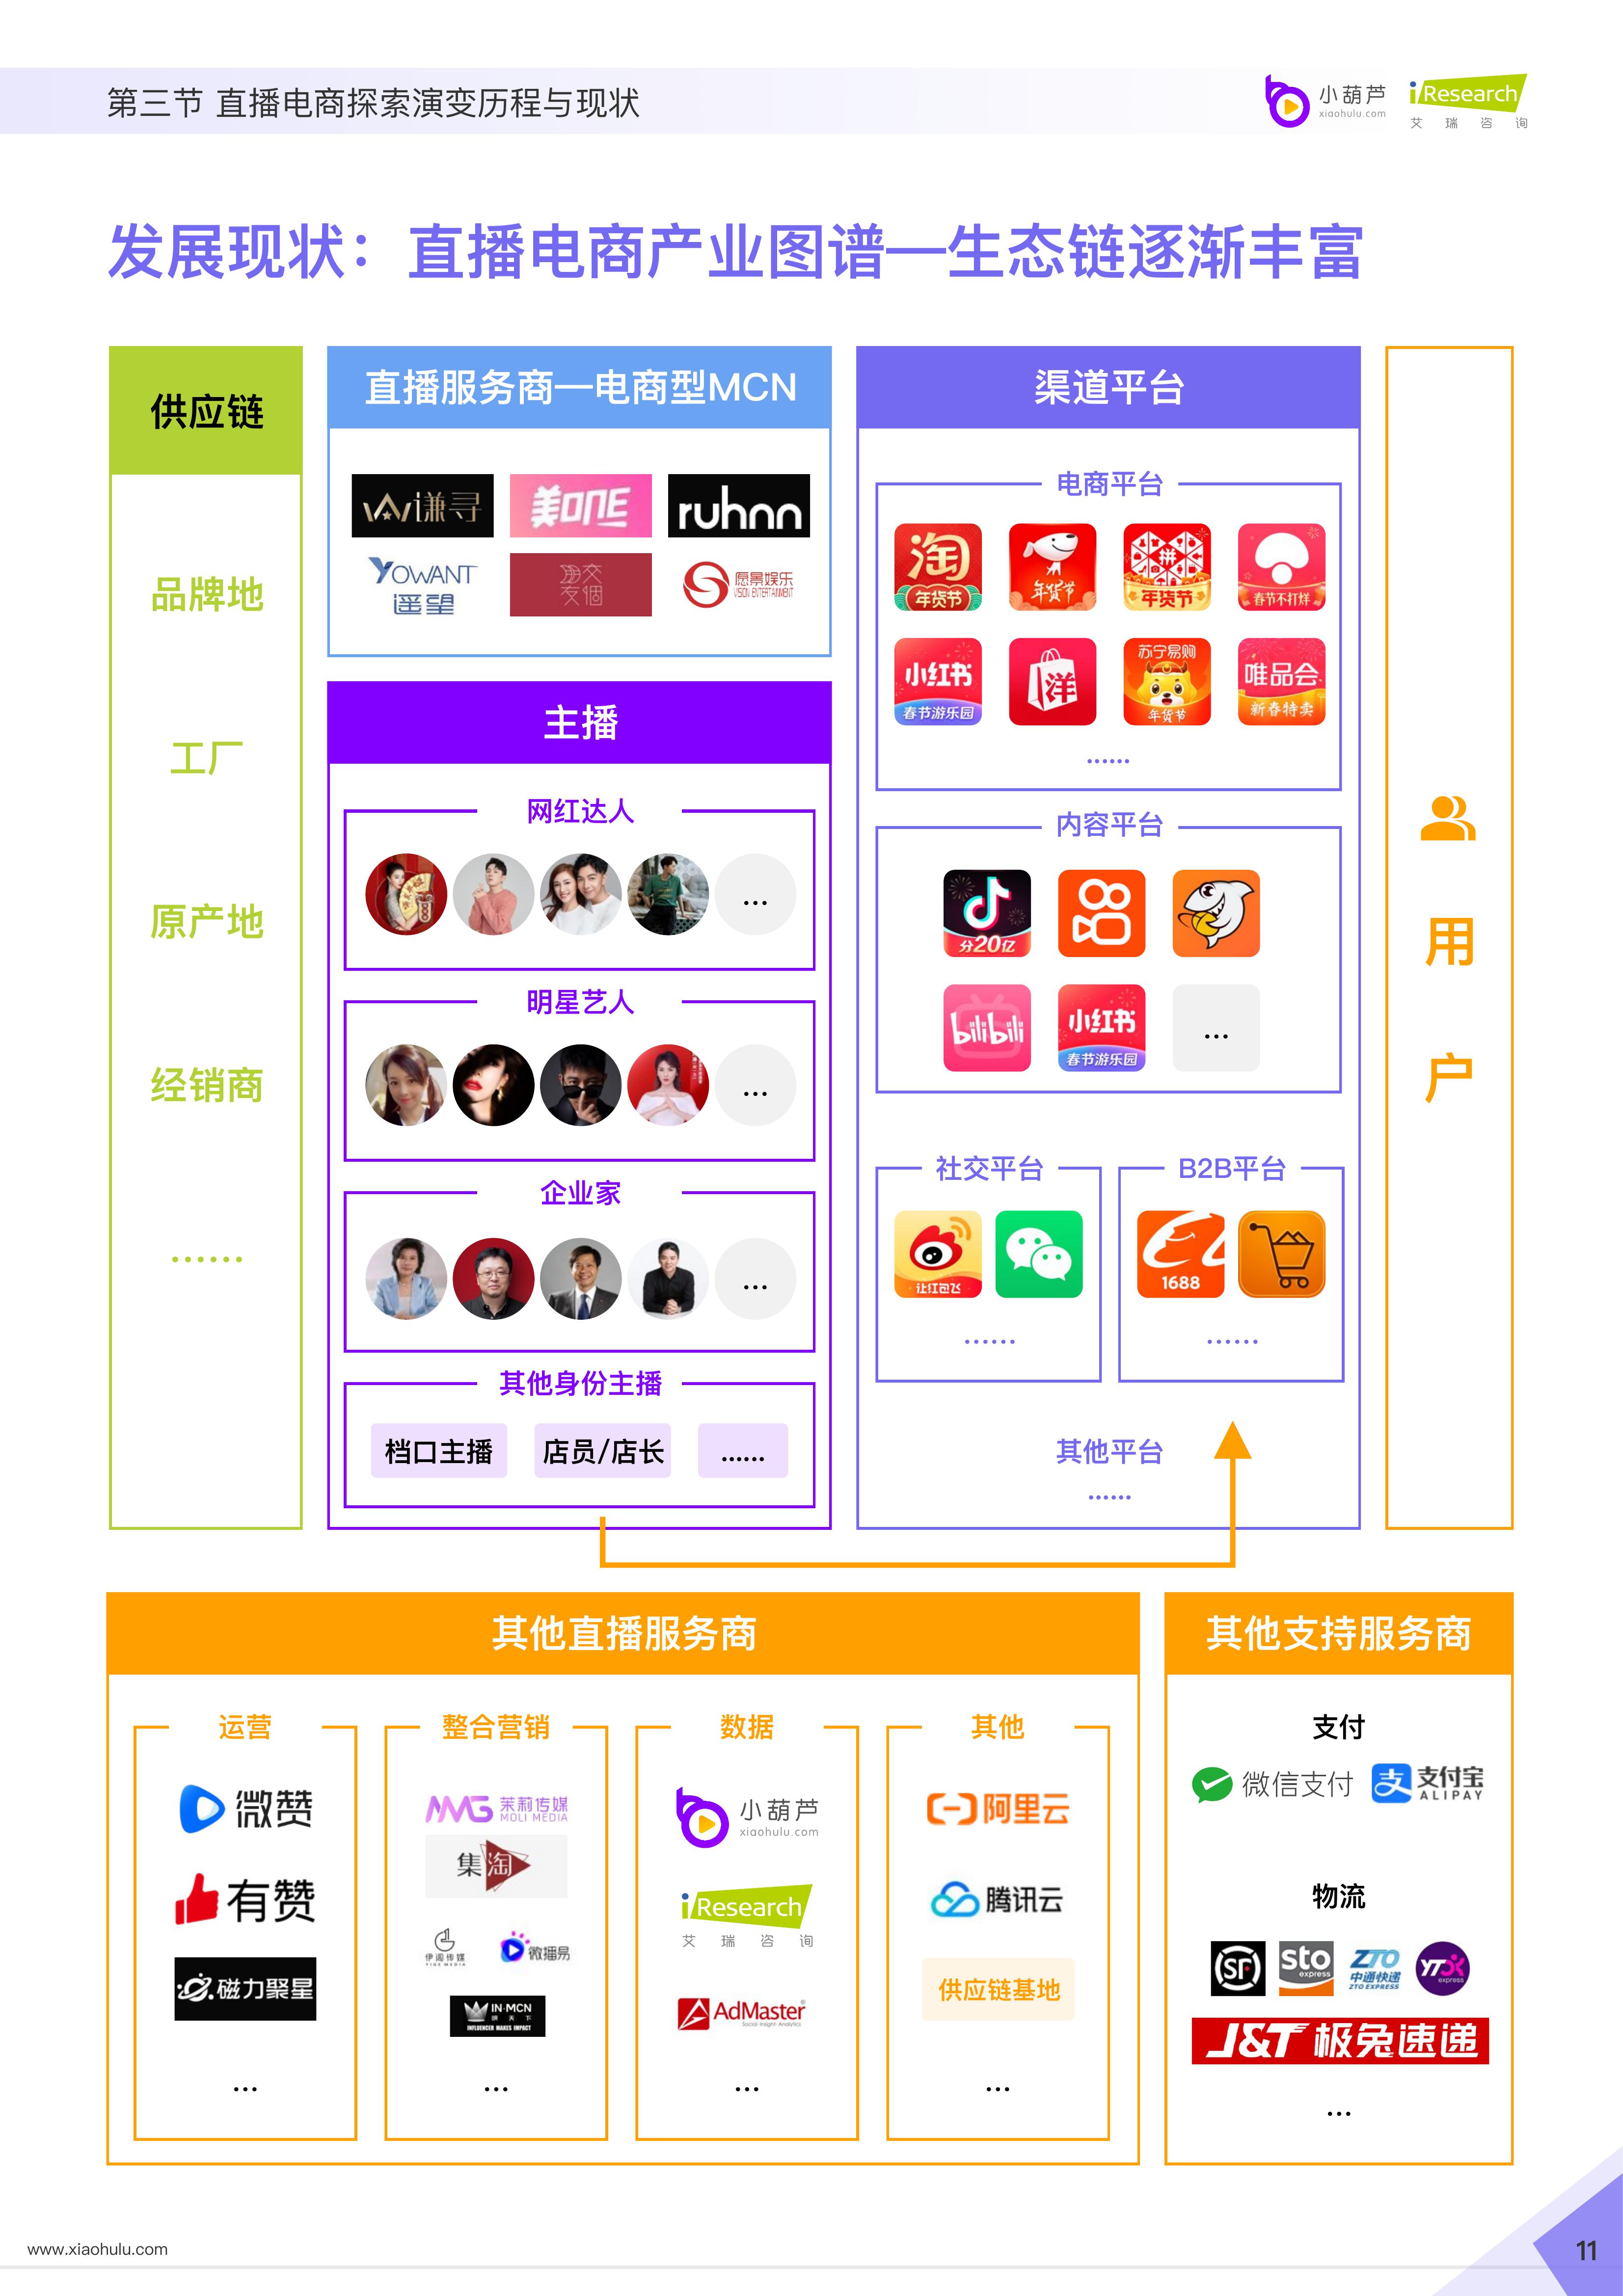 第三节 直播电商探索演变历程与现状
小葫芦
xiaohulu.com
iResearch
艾瑞咨询
发展现状：直播电商产业图谱—生态链逐渐丰富
供应链
品牌地
工厂
原产地
经销商
......
直播服务商—电商型MCN
谦寻
美ONE
ruhnn
YOWANT
遥望
愿景娱乐
VISION ENTERTAINMENT
主播
网红达人
...
明星艺人
...
企业家
...
其他身份主播
档口主播
店员/店长
......
渠道平台
电商平台
淘
年货节
年货节
拼
年货节
春节不打烊
小红书
春节游乐园
洋
苏宁易购
年货节
唯品会
新春特卖
......
内容平台
分20亿
bilibili
小红书
春节游乐园
...
社交平台
让红包飞
......
B2B平台
1688
......
其他平台
......
用
户
其他直播服务商
运营
微赞
有赞
磁力聚星
...
整合营销
MMG 茉莉传媒
MOLI MEDIA
集淘
伊阁传媒
微播易
IN-MCN
INFLUENCER MAKES IMPACT
...
数据
小葫芦
xiaohulu.com
iResearch
艾瑞咨询
AdMaster
Social·Insight·Analytics
...
其他
阿里云
腾讯云
供应链基地
...
其他支持服务商
支付
微信支付
支付宝
ALIPAY
物流
SF
sto
express
ZTO
中通快递
ZTO EXPRESS
YTO
express
J&T 极兔速递
...
www.xiaohulu.com
11